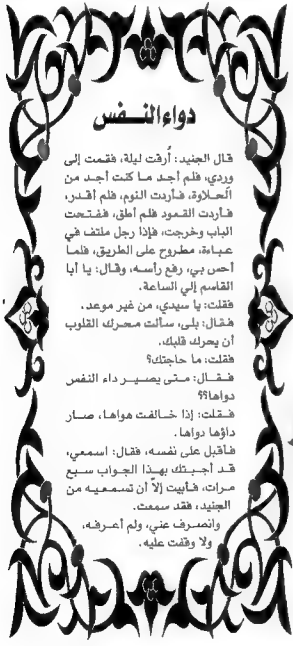 دواء النـفـس
قال الجنيد: أرقت ليلة، فقمت إلى
وردي، فلم أجد ما كنت أجد من
الحلاوة، فأردت النوم، فلم أقدر،
فأردت القعود فلم أطق، ففتحت
الباب وخرجت، فإذا رجل ملتف في
عباءة، مطروح على الطريق، فلما
أحس بي، رفع رأسه، وقال: يا أبا
القاسم إلي الساعة.
فقلت: يا سيدي، من غير موعد.
فقال: بلى، سألت محرك القلوب
أن يحرك قلبك.
فقلت: ما حاجتك؟
فقال: متى يصير داء النفس
دواها؟؟
فقلت: إذا خالفت هواها، صار
داؤها دواها.
فأقبل على نفسه، فقال: اسمعي،
قد أجبتك بهذا الجواب سبع
مرات، فأبيت إلاّ أن تسمعيه من
الجنيد، فقد سمعت.
وانصرف عني، ولم أعرفه،
ولا وقفت عليه.